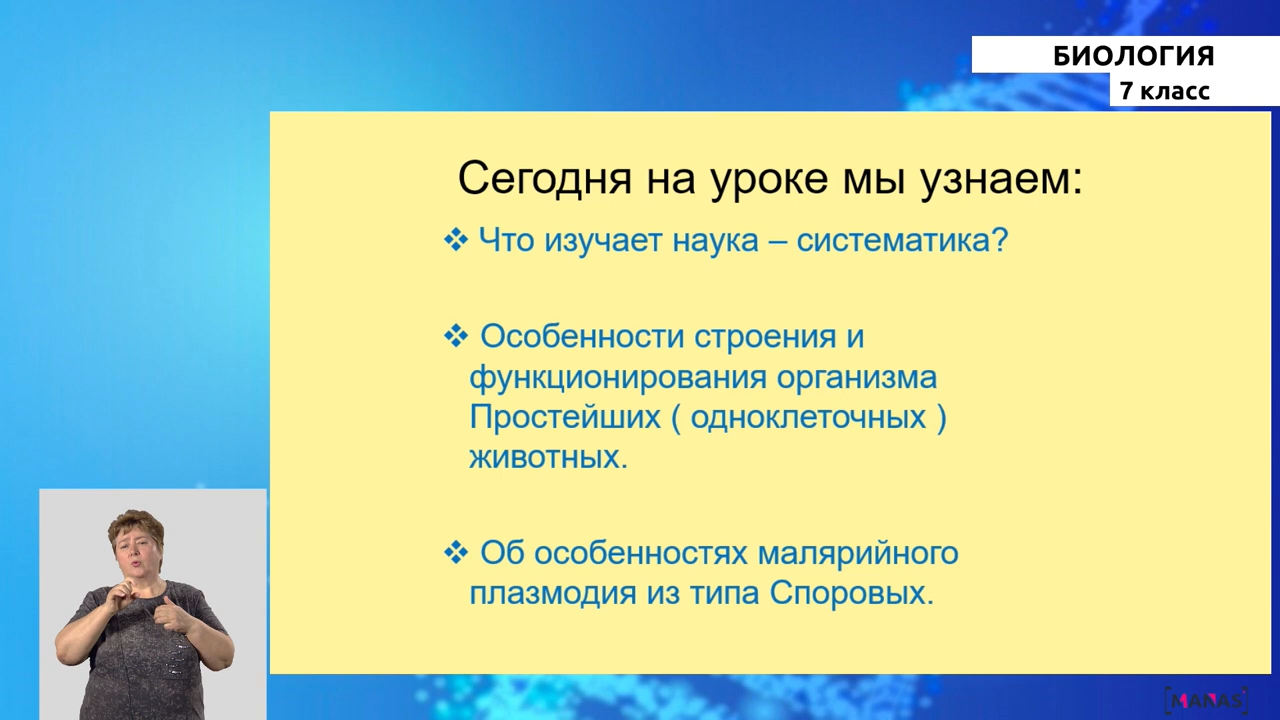 БИОЛОГИЯ
7 класс
Сегодня на уроке мы узнаем:
❖ Что изучает наука – систематика?
❖ Особенности строения и
функционирования организма
Простейших ( одноклеточных )
животных.
❖ Об особенностях малярийного
плазмодия из типа Споровых.
[MANAS]